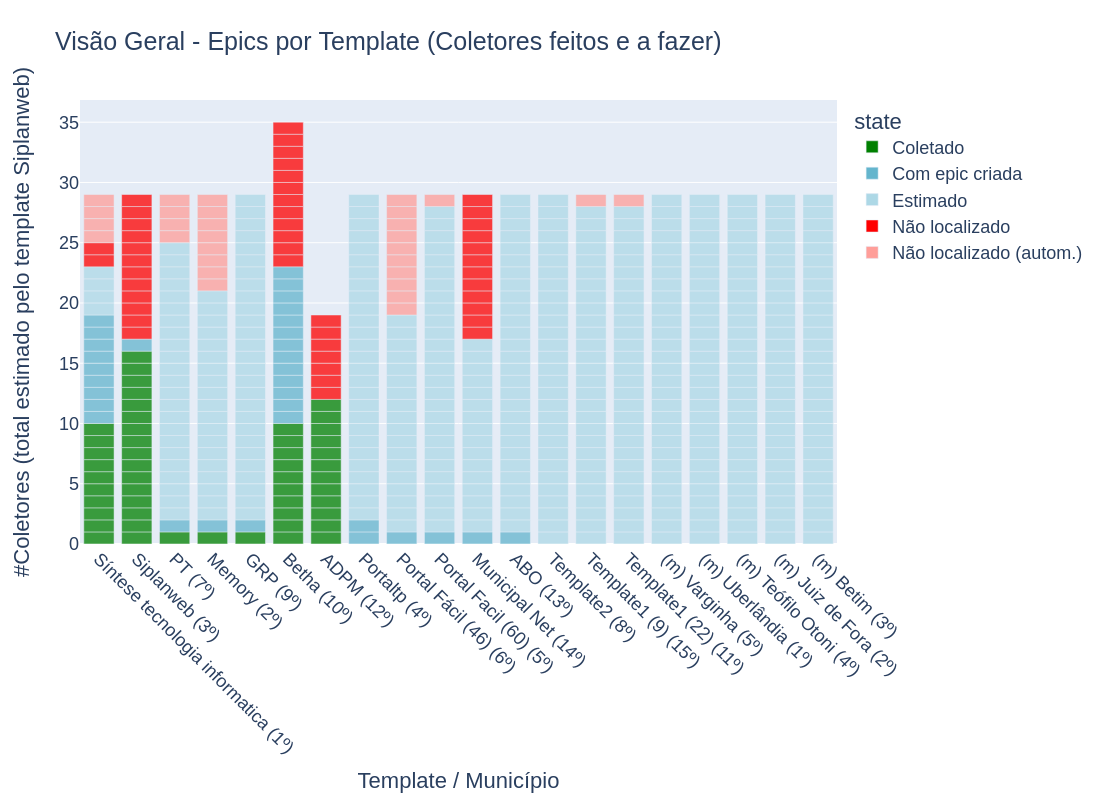 Visão Geral - Epics por Template (Coletores feitos e a fazer)
#Coletores (total estimado pelo template Siplanweb)
35
30
25
20
15
10
5
0
state
Coletado
Com epic criada
Estimado
Não localizado
Não localizado (autom.)
Síntese tecnologia informatica (1º)
Siplanweb (3º)
PT (7º)
Memory (2º)
GRP (9º)
Betha (10º)
ADPM (12º)
Portaltp (4º)
Portal Fácil (46) (6º)
Portal Facil (60) (5º)
Municipal Net (14º)
ABO (13º)
Template2 (8º)
Template1 (9) (15º)
Template1 (22) (11º)
(m) Varginha (5º)
(m) Uberlândia (1º)
(m) Teófilo Otoni (4º)
(m) Juiz de Fora (2º)
(m) Betim (3º)
Template / Município